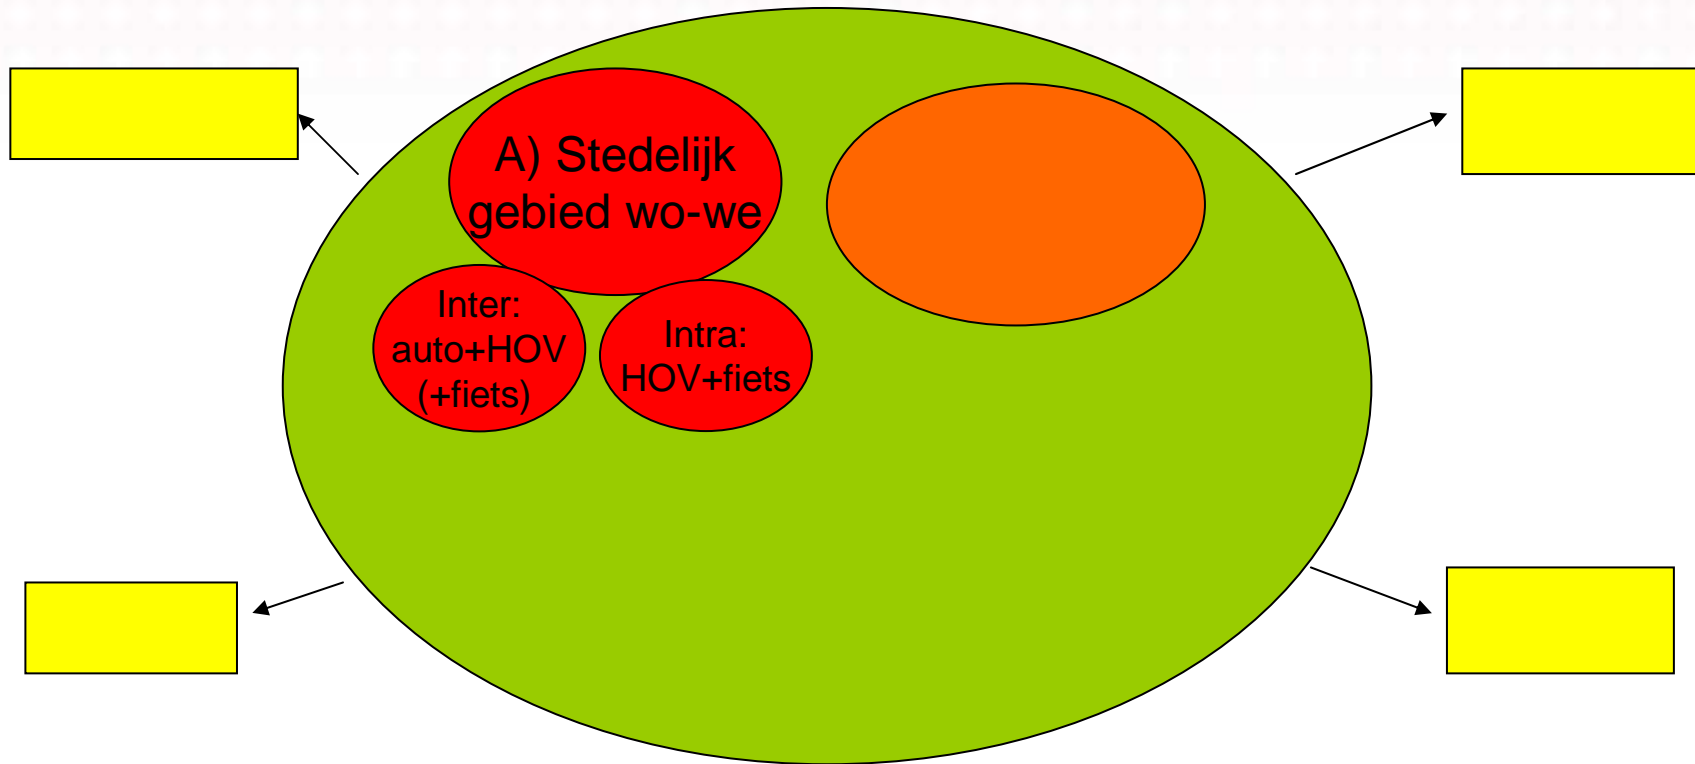 A) Stedelijk
gebied wo-we
Inter:
auto+HOV
(+fiets)
Intra:
HOV+fiets